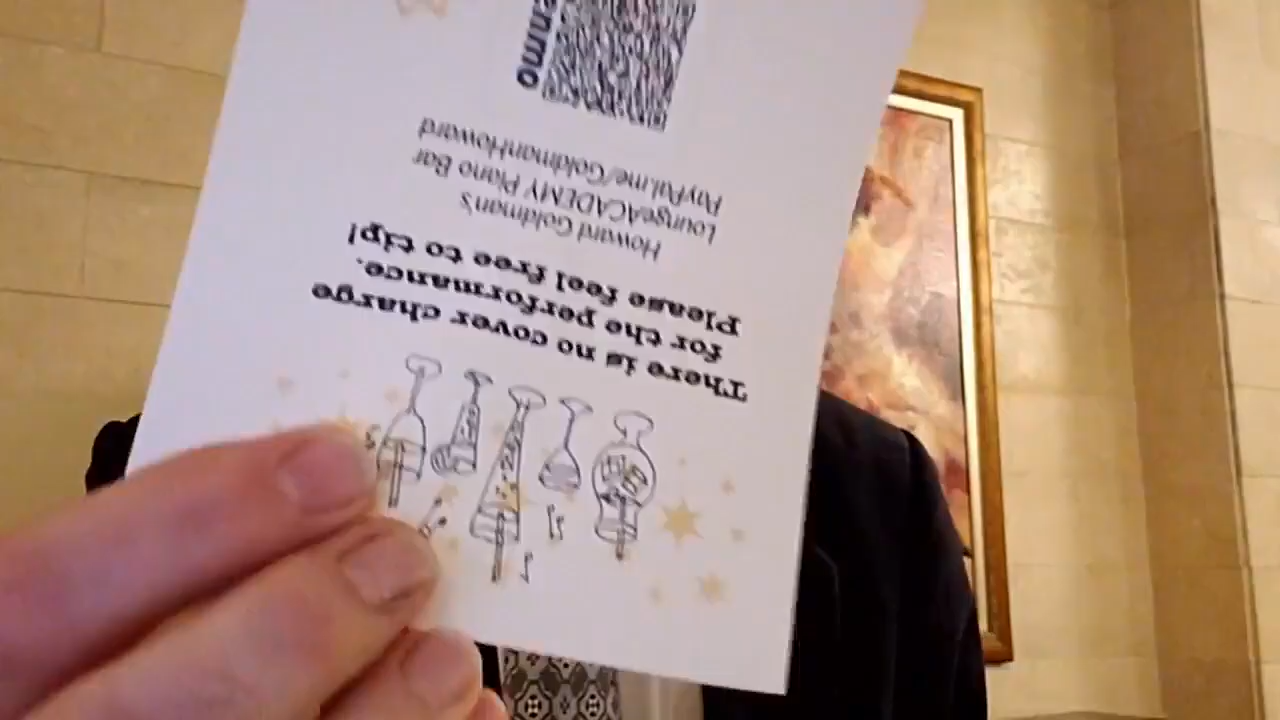 There is no cover charge
for the performance.
Please feel free to tip!
Howard Goldman's
LoungeACADEMY Piano Bar
PayPal.me/GoldmanHoward
enmo